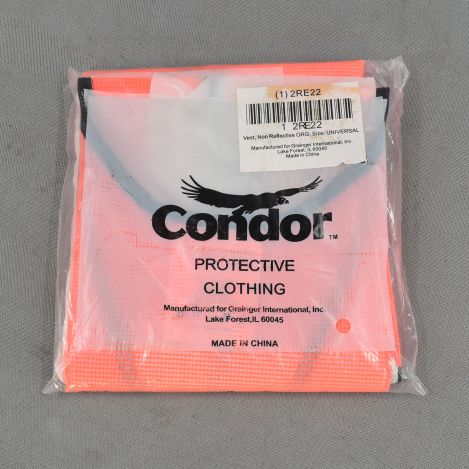 (1) 2RE22
1 2RE22
Vest, Non Reflective ORG, Size: UNIVERSAL
Manufactured for Grainger International, Inc.
Lake Forest, IL 60045
Made in China
Condor™
PROTECTIVE
CLOTHING
Manufactured for Grainger International, Inc.
Lake Forest,IL 60045
MADE IN CHINA